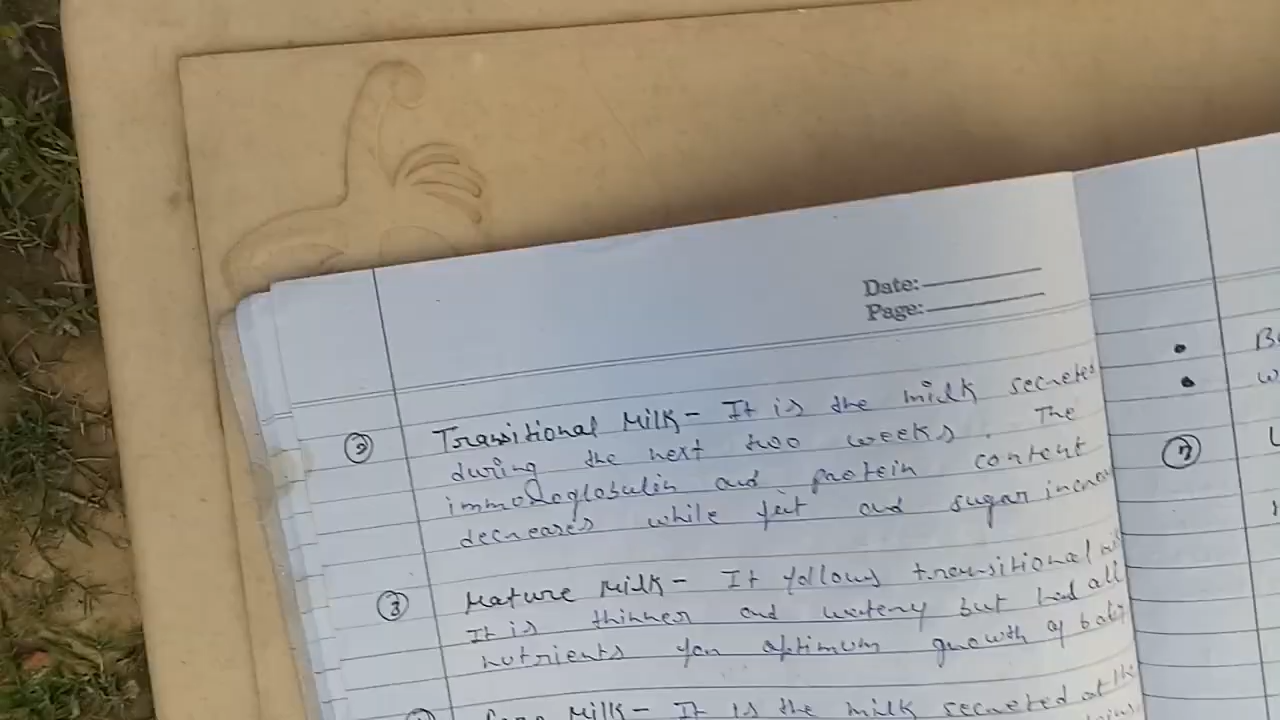 Date:
Page:
② Transitional Milk - It is the milk secreted
during the next two weeks. The
immunoglobulin and protein content
decreases while fat and sugar increa
③ Mature Milk - It follows transitional
It is thinner and watery but had all
nutrients for optimum growth of baby
Milk - It is the milk secreted at the
⑦